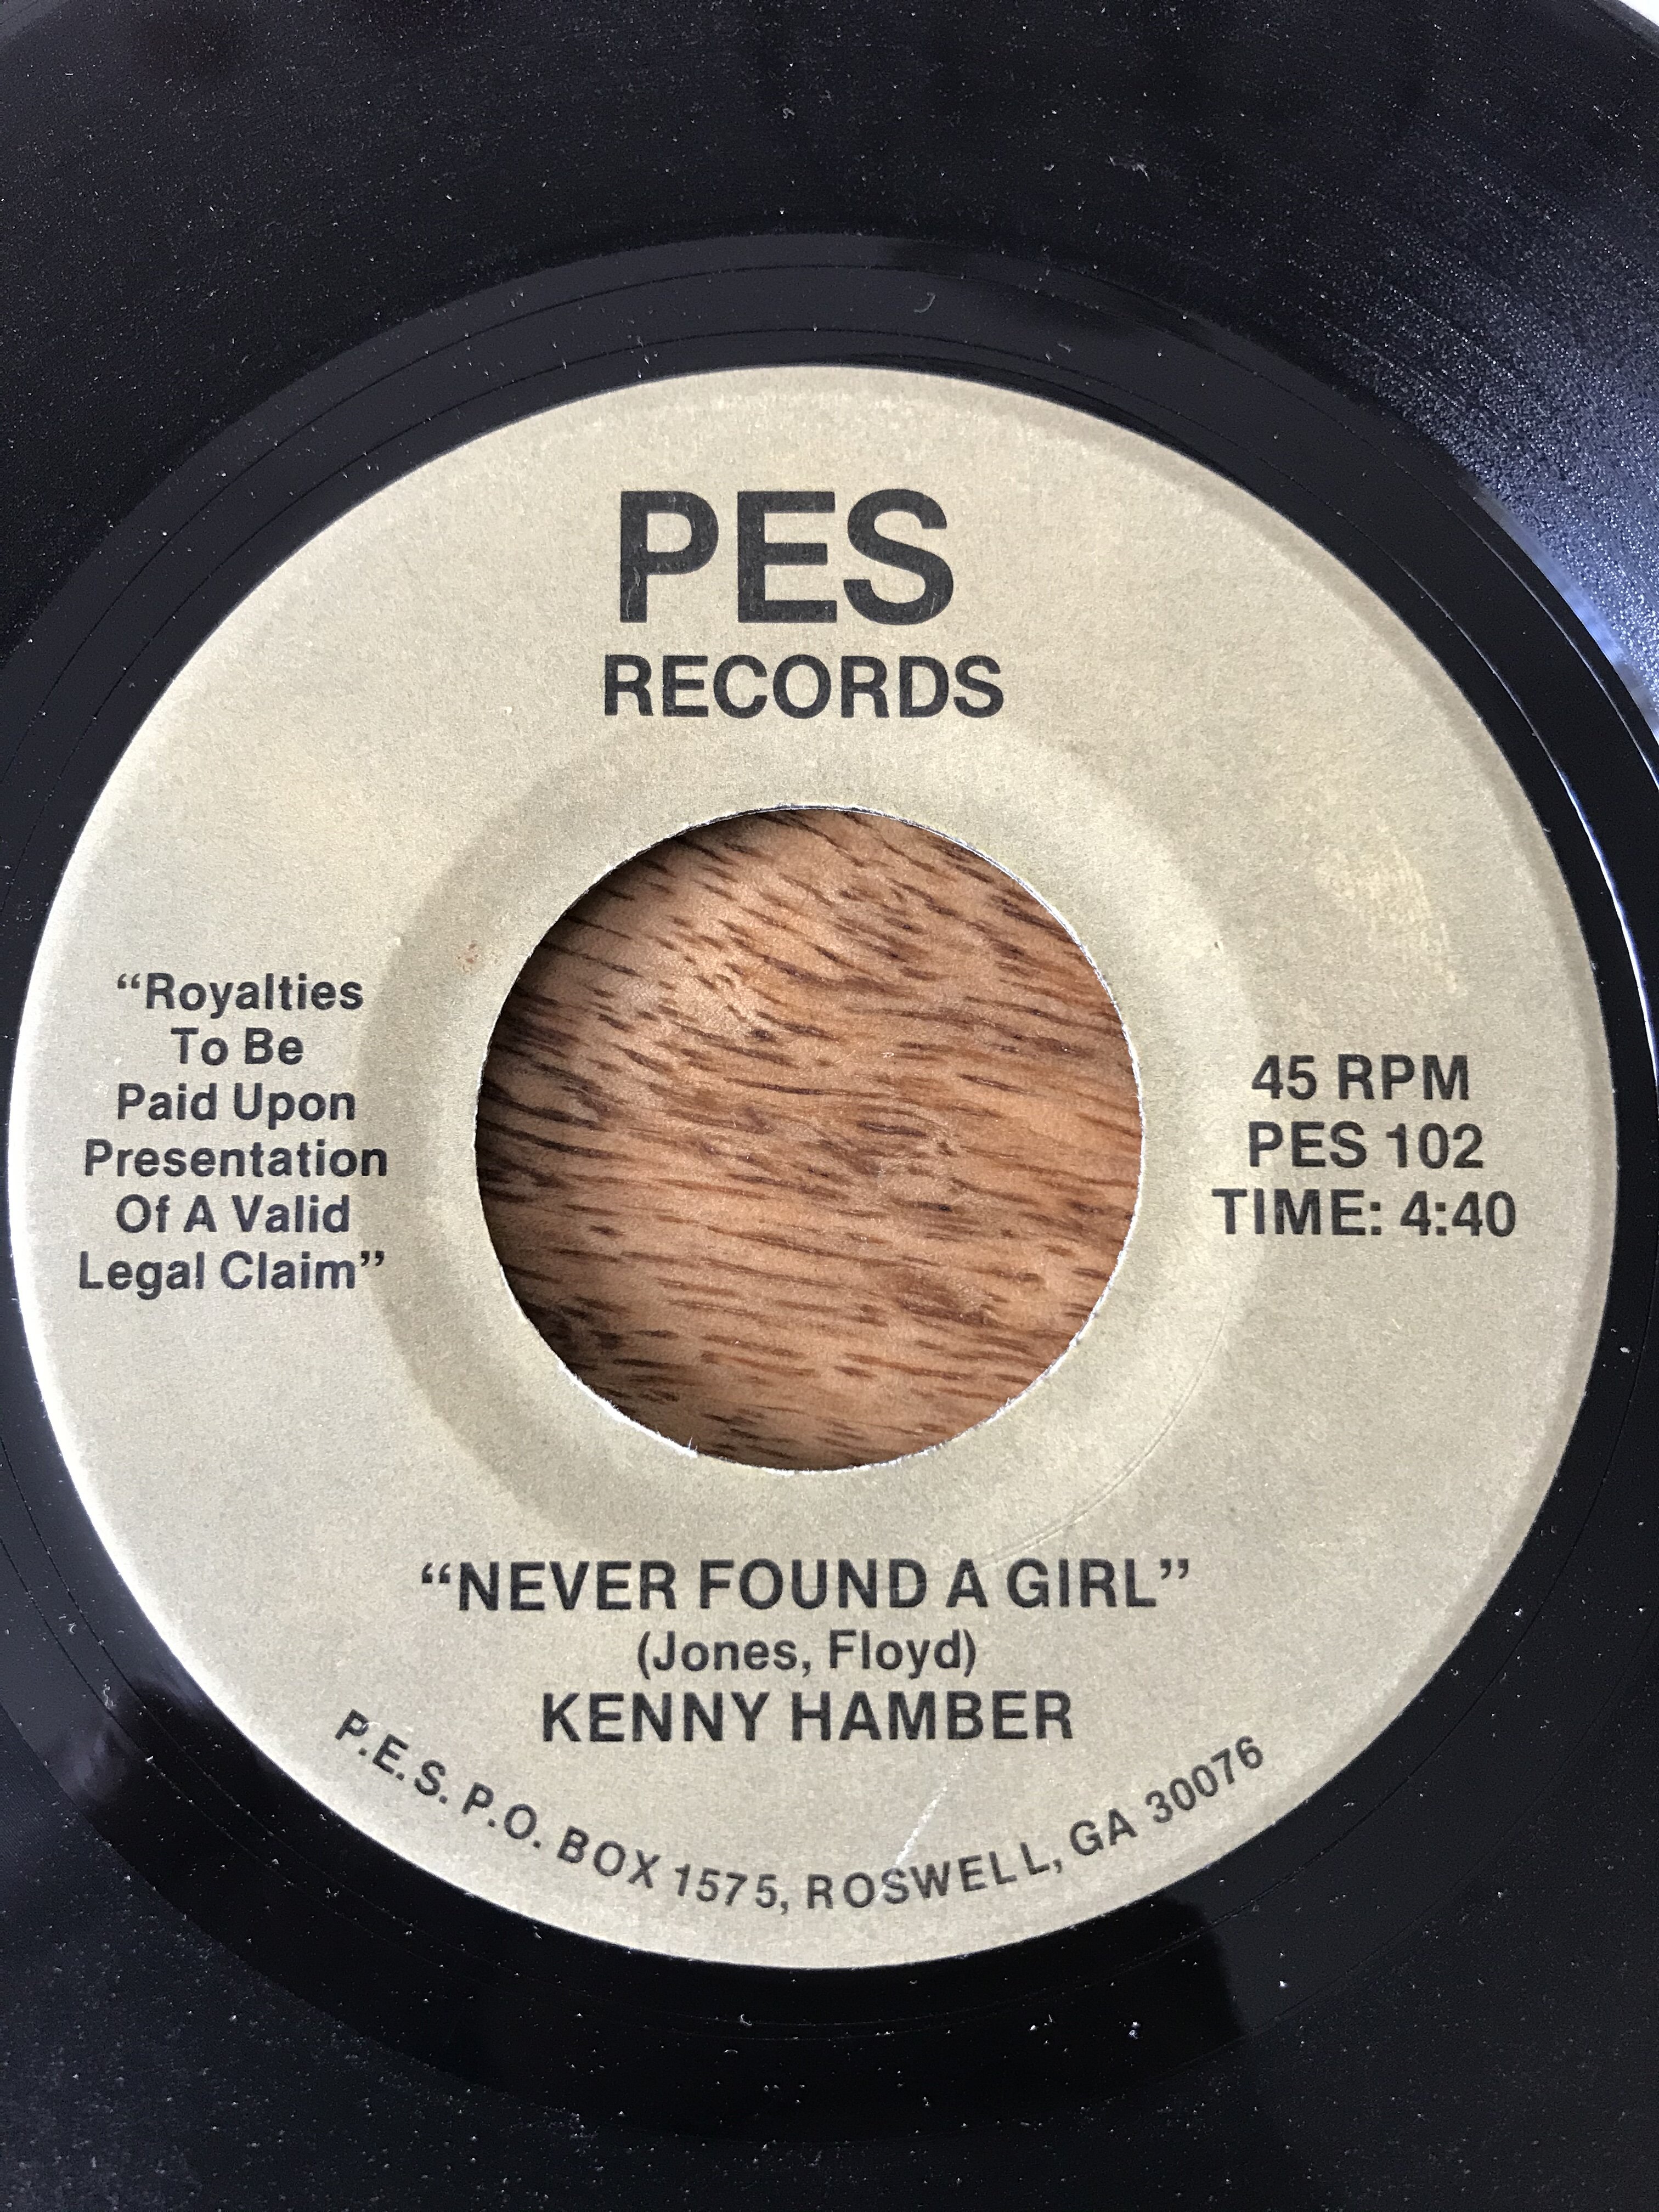 PES
RECORDS
“Royalties
To Be
Paid Upon
Presentation
Of A Valid
Legal Claim”
45 RPM
PES 102
TIME: 4:40
“NEVER FOUND A GIRL”
(Jones, Floyd)
KENNY HAMBER
P.E.S. P.O. BOX 1575, ROSWELL, GA 30076